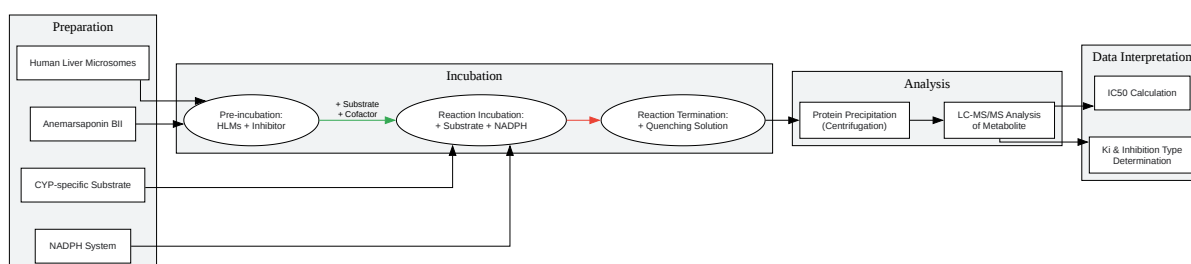 Preparation
Human Liver Microsomes
Anemarsaponin BII
CYP-specific Substrate
NADPH System
Incubation
Pre-incubation:
HLMs + Inhibitor
+ Substrate
+ Cofactor
Reaction Incubation:
+ Substrate + NADPH
Reaction Termination:
+ Quenching Solution
Analysis
Protein Precipitation
(Centrifugation)
LC-MS/MS Analysis
of Metabolite
Data Interpretation
IC50 Calculation
Ki & Inhibition Type
Determination